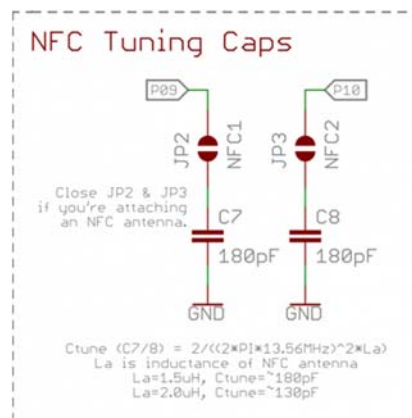 NFC Tuning Caps
P09
P10
JP2
NFC1
JP3
NFC2
Close JP2 & JP3
if you're attaching
an NFC antenna.
C7
180pF
C8
180pF
GND
GND
Ctune (C7/8) = 2/((2*PI*13.56MHz)^2*La)
La is inductance of NFC antenna
La=1.5uH, Ctune=~180pF
La=2.0uH, Ctune=~130pF